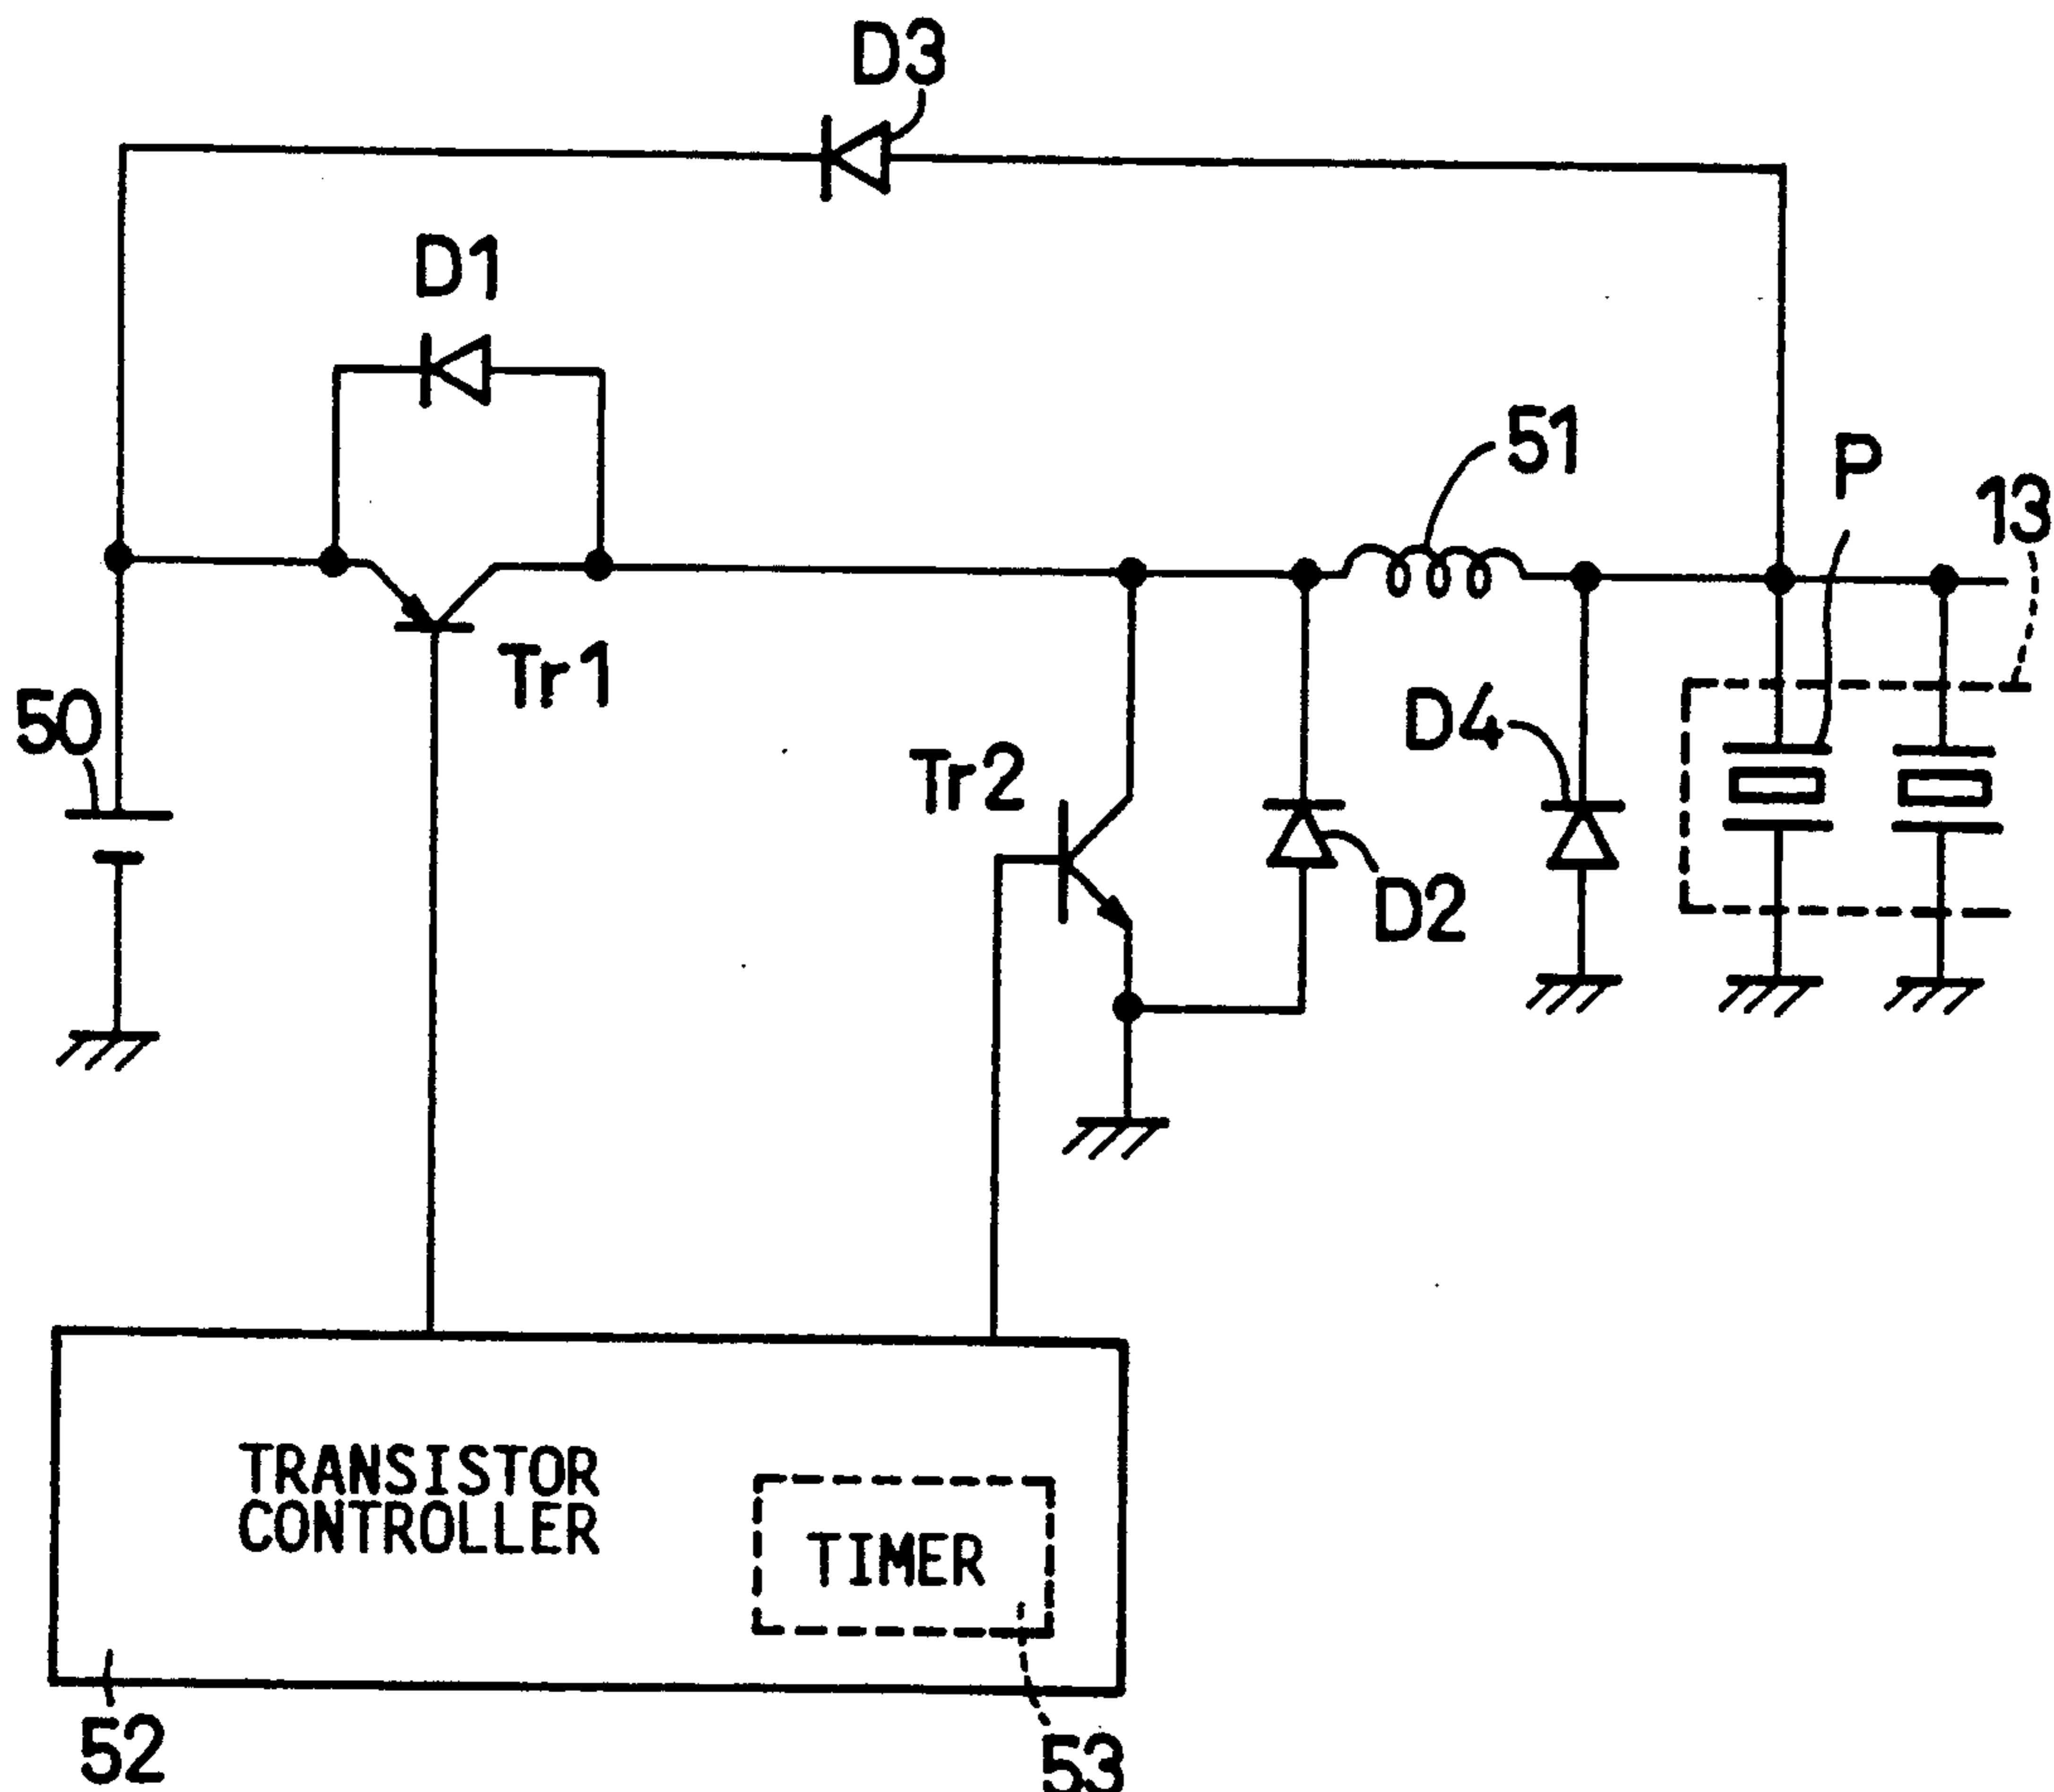 D3
D1
51
P
13
Tr1
50
D4
Tr2
D2
TRANSISTOR
CONTROLLER
TIMER
52
53